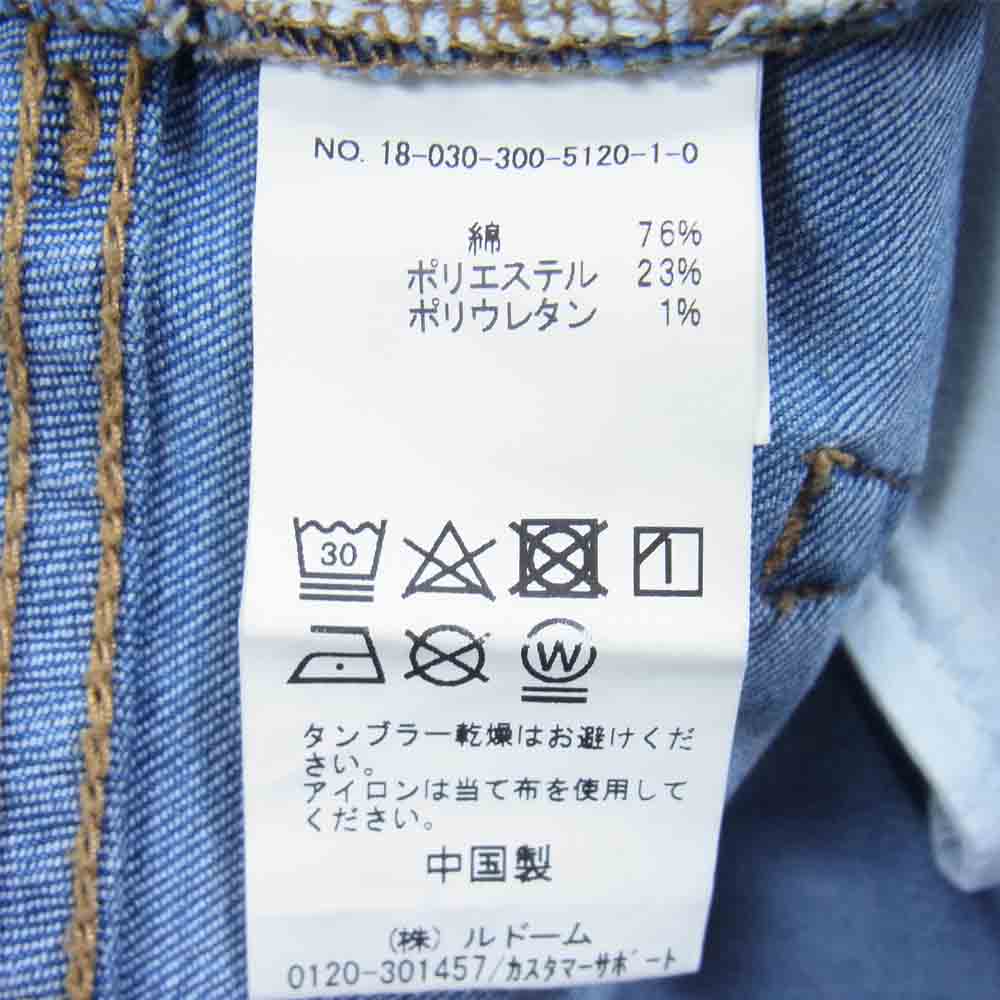 NO. 18-030-300-5120-1-0
綿 76%
ポリエステル 23%
ポリウレタン 1%
30
W
タンブラー乾燥はお避けくだ
さい。
アイロンは当て布を使用して
ください。
中国製
(株) ルドーム
0120-301457/カスタマーサポート